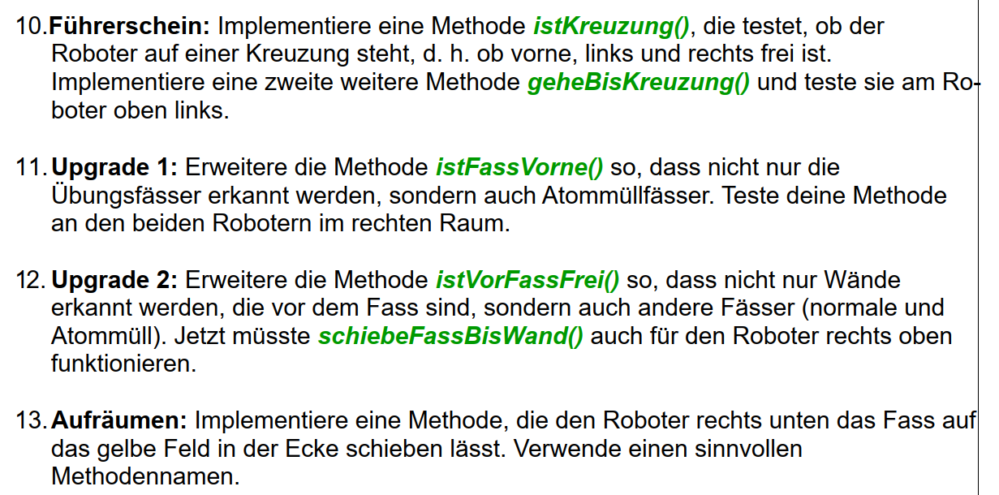 10.Führerschein: Implementiere eine Methode istKreuzung(), die testet, ob der
Roboter auf einer Kreuzung steht, d. h. ob vorne, links und rechts frei ist.
Implementiere eine zweite weitere Methode geheBisKreuzung() und teste sie am Ro-
boter oben links.
11. Upgrade 1: Erweitere die Methode istFassVorne() so, dass nicht nur die
Übungsfässer erkannt werden, sondern auch Atommüllfässer. Teste deine Methode
an den beiden Robotern im rechten Raum.
12. Upgrade 2: Erweitere die Methode istVorFassFrei() so, dass nicht nur Wände
erkannt werden, die vor dem Fass sind, sondern auch andere Fässer (normale und
Atommüll). Jetzt müsste schiebeFassBisWand() auch für den Roboter rechts oben
funktionieren.
13. Aufräumen: Implementiere eine Methode, die den Roboter rechts unten das Fass auf
das gelbe Feld in der Ecke schieben lässt. Verwende einen sinnvollen
Methodennamen.